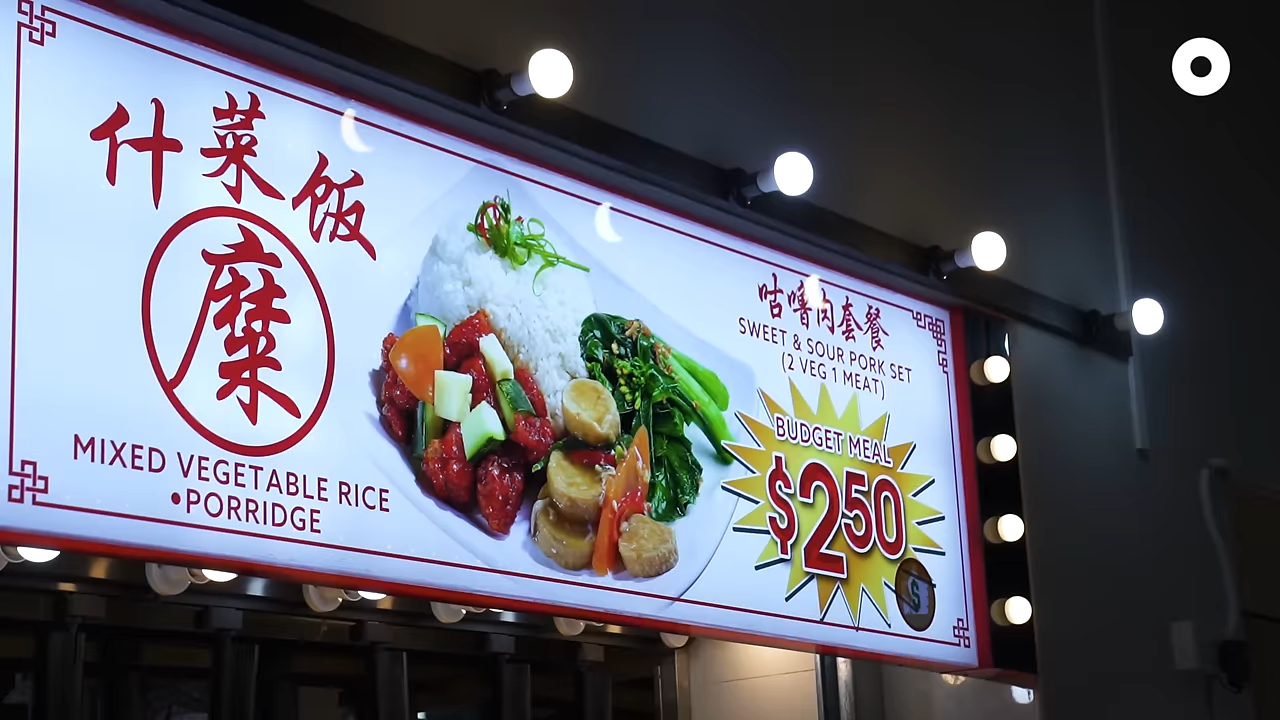 什菜饭
糜
MIXED VEGETABLE RICE
•PORRIDGE
咕噜肉套餐
SWEET & SOUR PORK SET
(2 VEG 1 MEAT)
BUDGET MEAL
$250
$